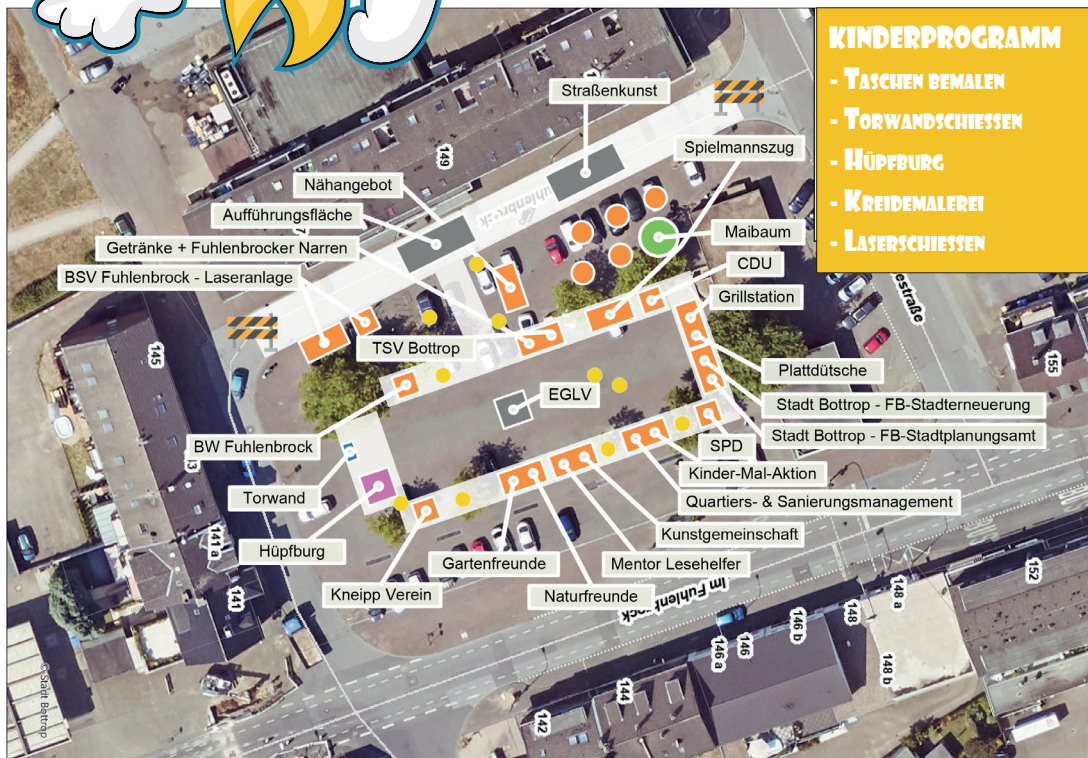 KINDERPROGRAMM
- TASCHEN BEMALEN
- TORWANDSCHIESSEN
- HÜPFBURG
- KREIDEMALEREI
- LASERSCHIESSEN
Straßenkunst
Spielmannszug
149
Nähangebot
Aufführungsfläche
Maibaum
Getränke + Fuhlenbrocker Narren
CDU
BSV Fuhlenbrock - Laseranlage
Grillstation
TSV Bottrop
145
155
Plattdütsche
EGLV
Stadt Bottrop - FB-Stadterneuerung
Stadt Bottrop - FB-Stadtplanungsamt
BW Fuhlenbrock
SPD
Kinder-Mal-Aktion
Torwand
Quartiers- & Sanierungsmanagement
141 a
Kunstgemeinschaft
Hüpfburg
Gartenfreunde
Mentor Lesehelfer
Kneipp Verein
Naturfreunde
Im Fuhlenbrock
141
152
148 a
148
146 b
146
146 a
148 b
144
142
©Stadt Bottrop